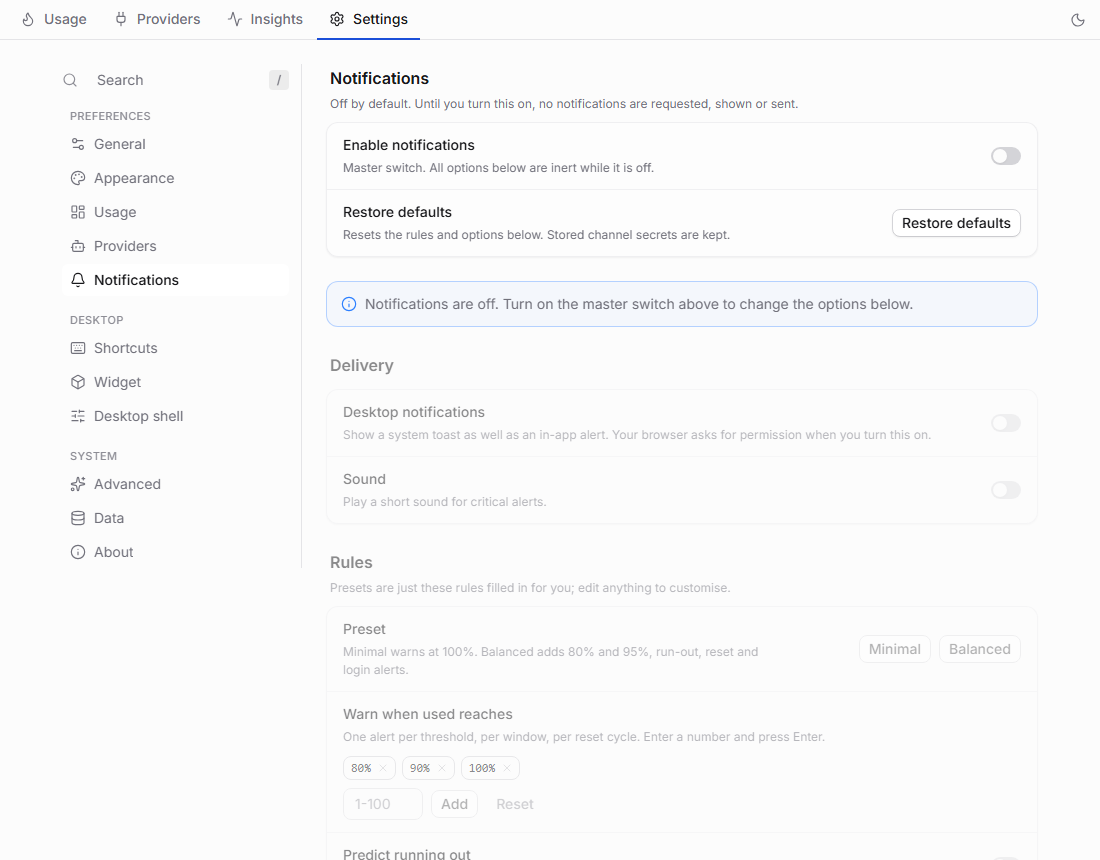 Usage
Providers
Insights
Settings
Search
/
PREFERENCES
General
Appearance
Usage
Providers
Notifications
DESKTOP
Shortcuts
Widget
Desktop shell
SYSTEM
Advanced
Data
About
Notifications
Off by default. Until you turn this on, no notifications are requested, shown or sent.
Enable notifications
Master switch. All options below are inert while it is off.
Restore defaults
Resets the rules and options below. Stored channel secrets are kept.
Restore defaults
Notifications are off. Turn on the master switch above to change the options below.
Delivery
Desktop notifications
Show a system toast as well as an in-app alert. Your browser asks for permission when you turn this on.
Sound
Play a short sound for critical alerts.
Rules
Presets are just these rules filled in for you; edit anything to customise.
Preset
Minimal warns at 100%. Balanced adds 80% and 95%, run-out, reset and
login alerts.
Minimal
Balanced
Warn when used reaches
One alert per threshold, per window, per reset cycle. Enter a number and press Enter.
80% ×
90% ×
100% ×
1-100
Add
Reset
Predict running out